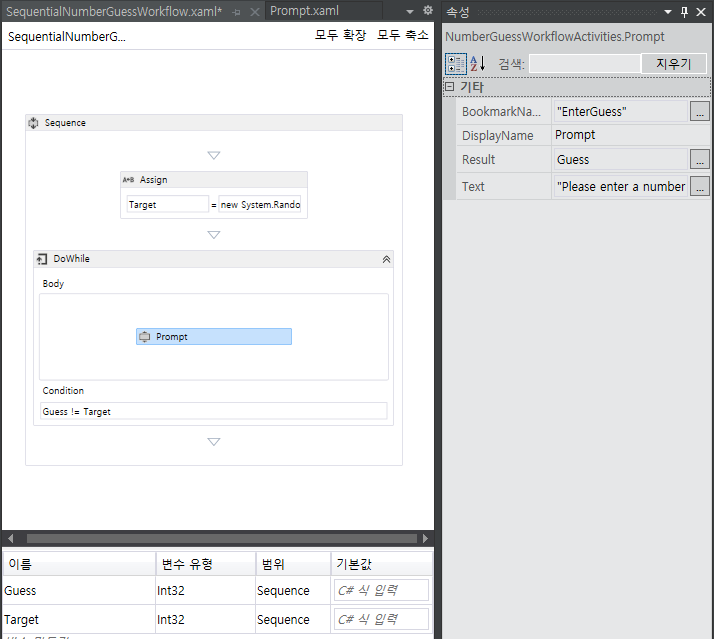 SequentialNumberGuessWorkflow.xaml*
Prompt.xaml
SequentialNumberG...
모두 확장 모두 축소
Sequence
A+B Assign
Target = new System.Rando
DoWhile
Body
Prompt
Condition
Guess != Target
이름 변수 유형 범위 기본값
Guess Int32 Sequence C# 식 입력
Target Int32 Sequence C# 식 입력
속성
NumberGuessWorkflowActivities.Prompt
검색: 지우기
기타
BookmarkNa... "EnterGuess" ...
DisplayName Prompt
Result Guess ...
Text "Please enter a number ...